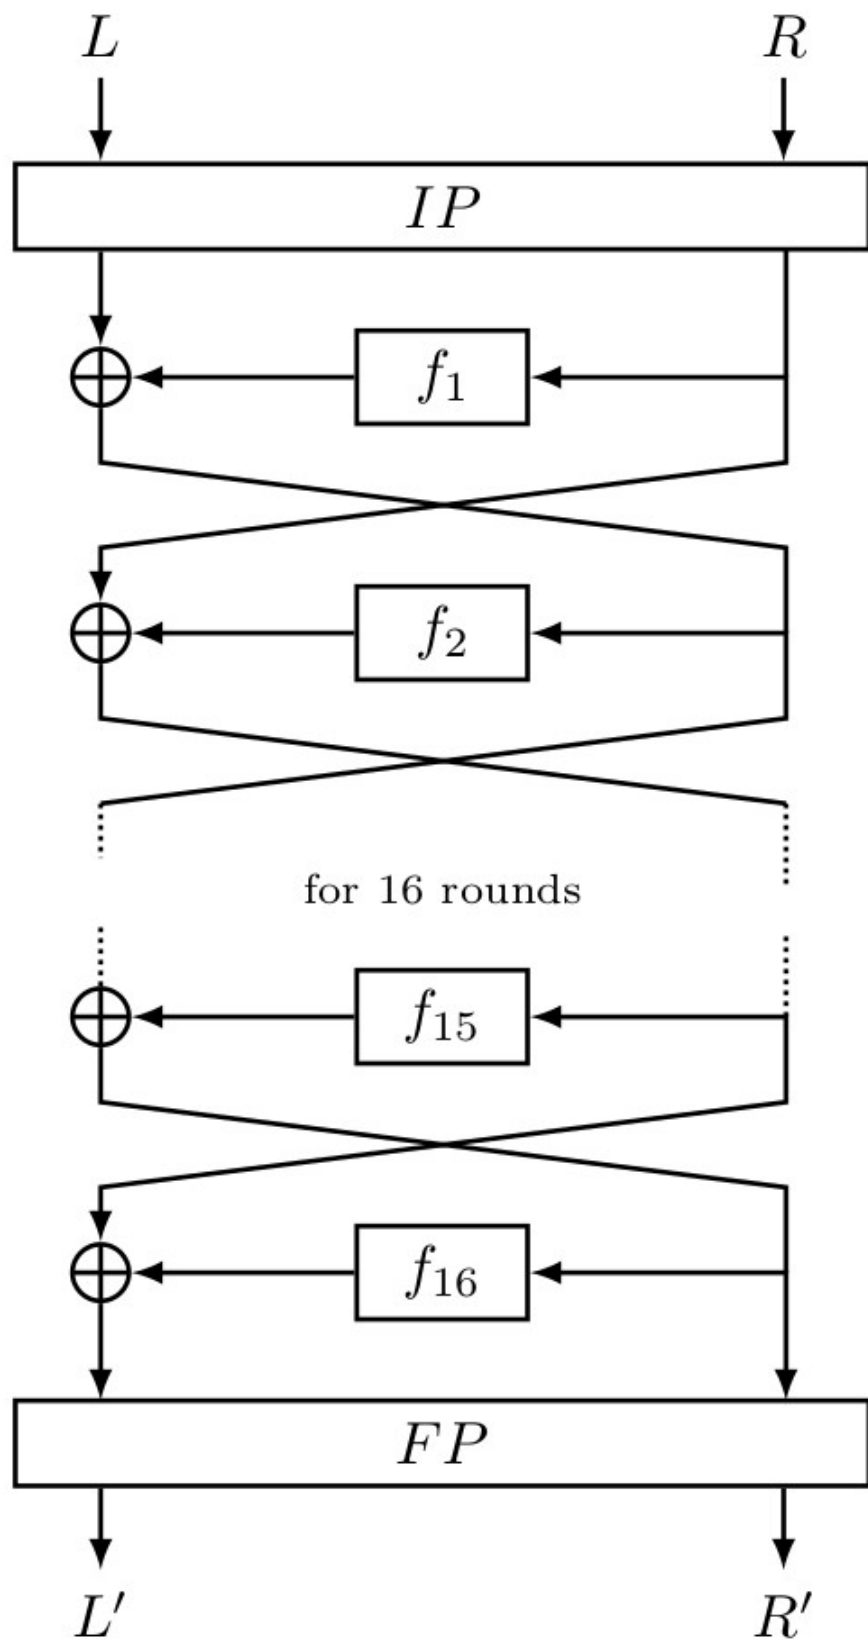 L R
IP
f₁
f₂
for 16 rounds
f₁₅
f₁₆
FP
L′ R′